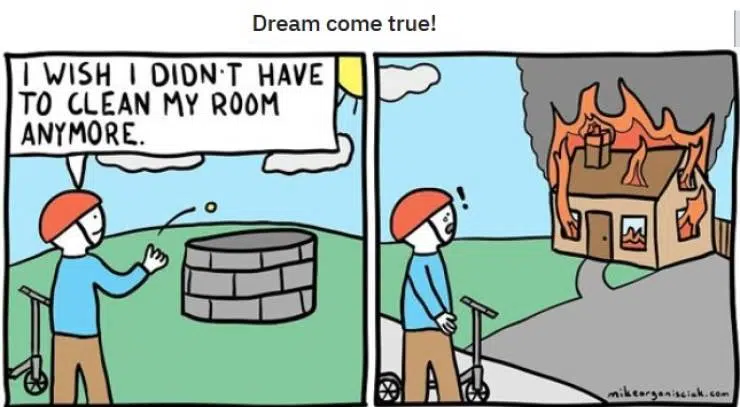 Dream come true!
I WISH I DIDN'T HAVE
TO CLEAN MY ROOM
ANYMORE.
!
mikeorganisciak.com